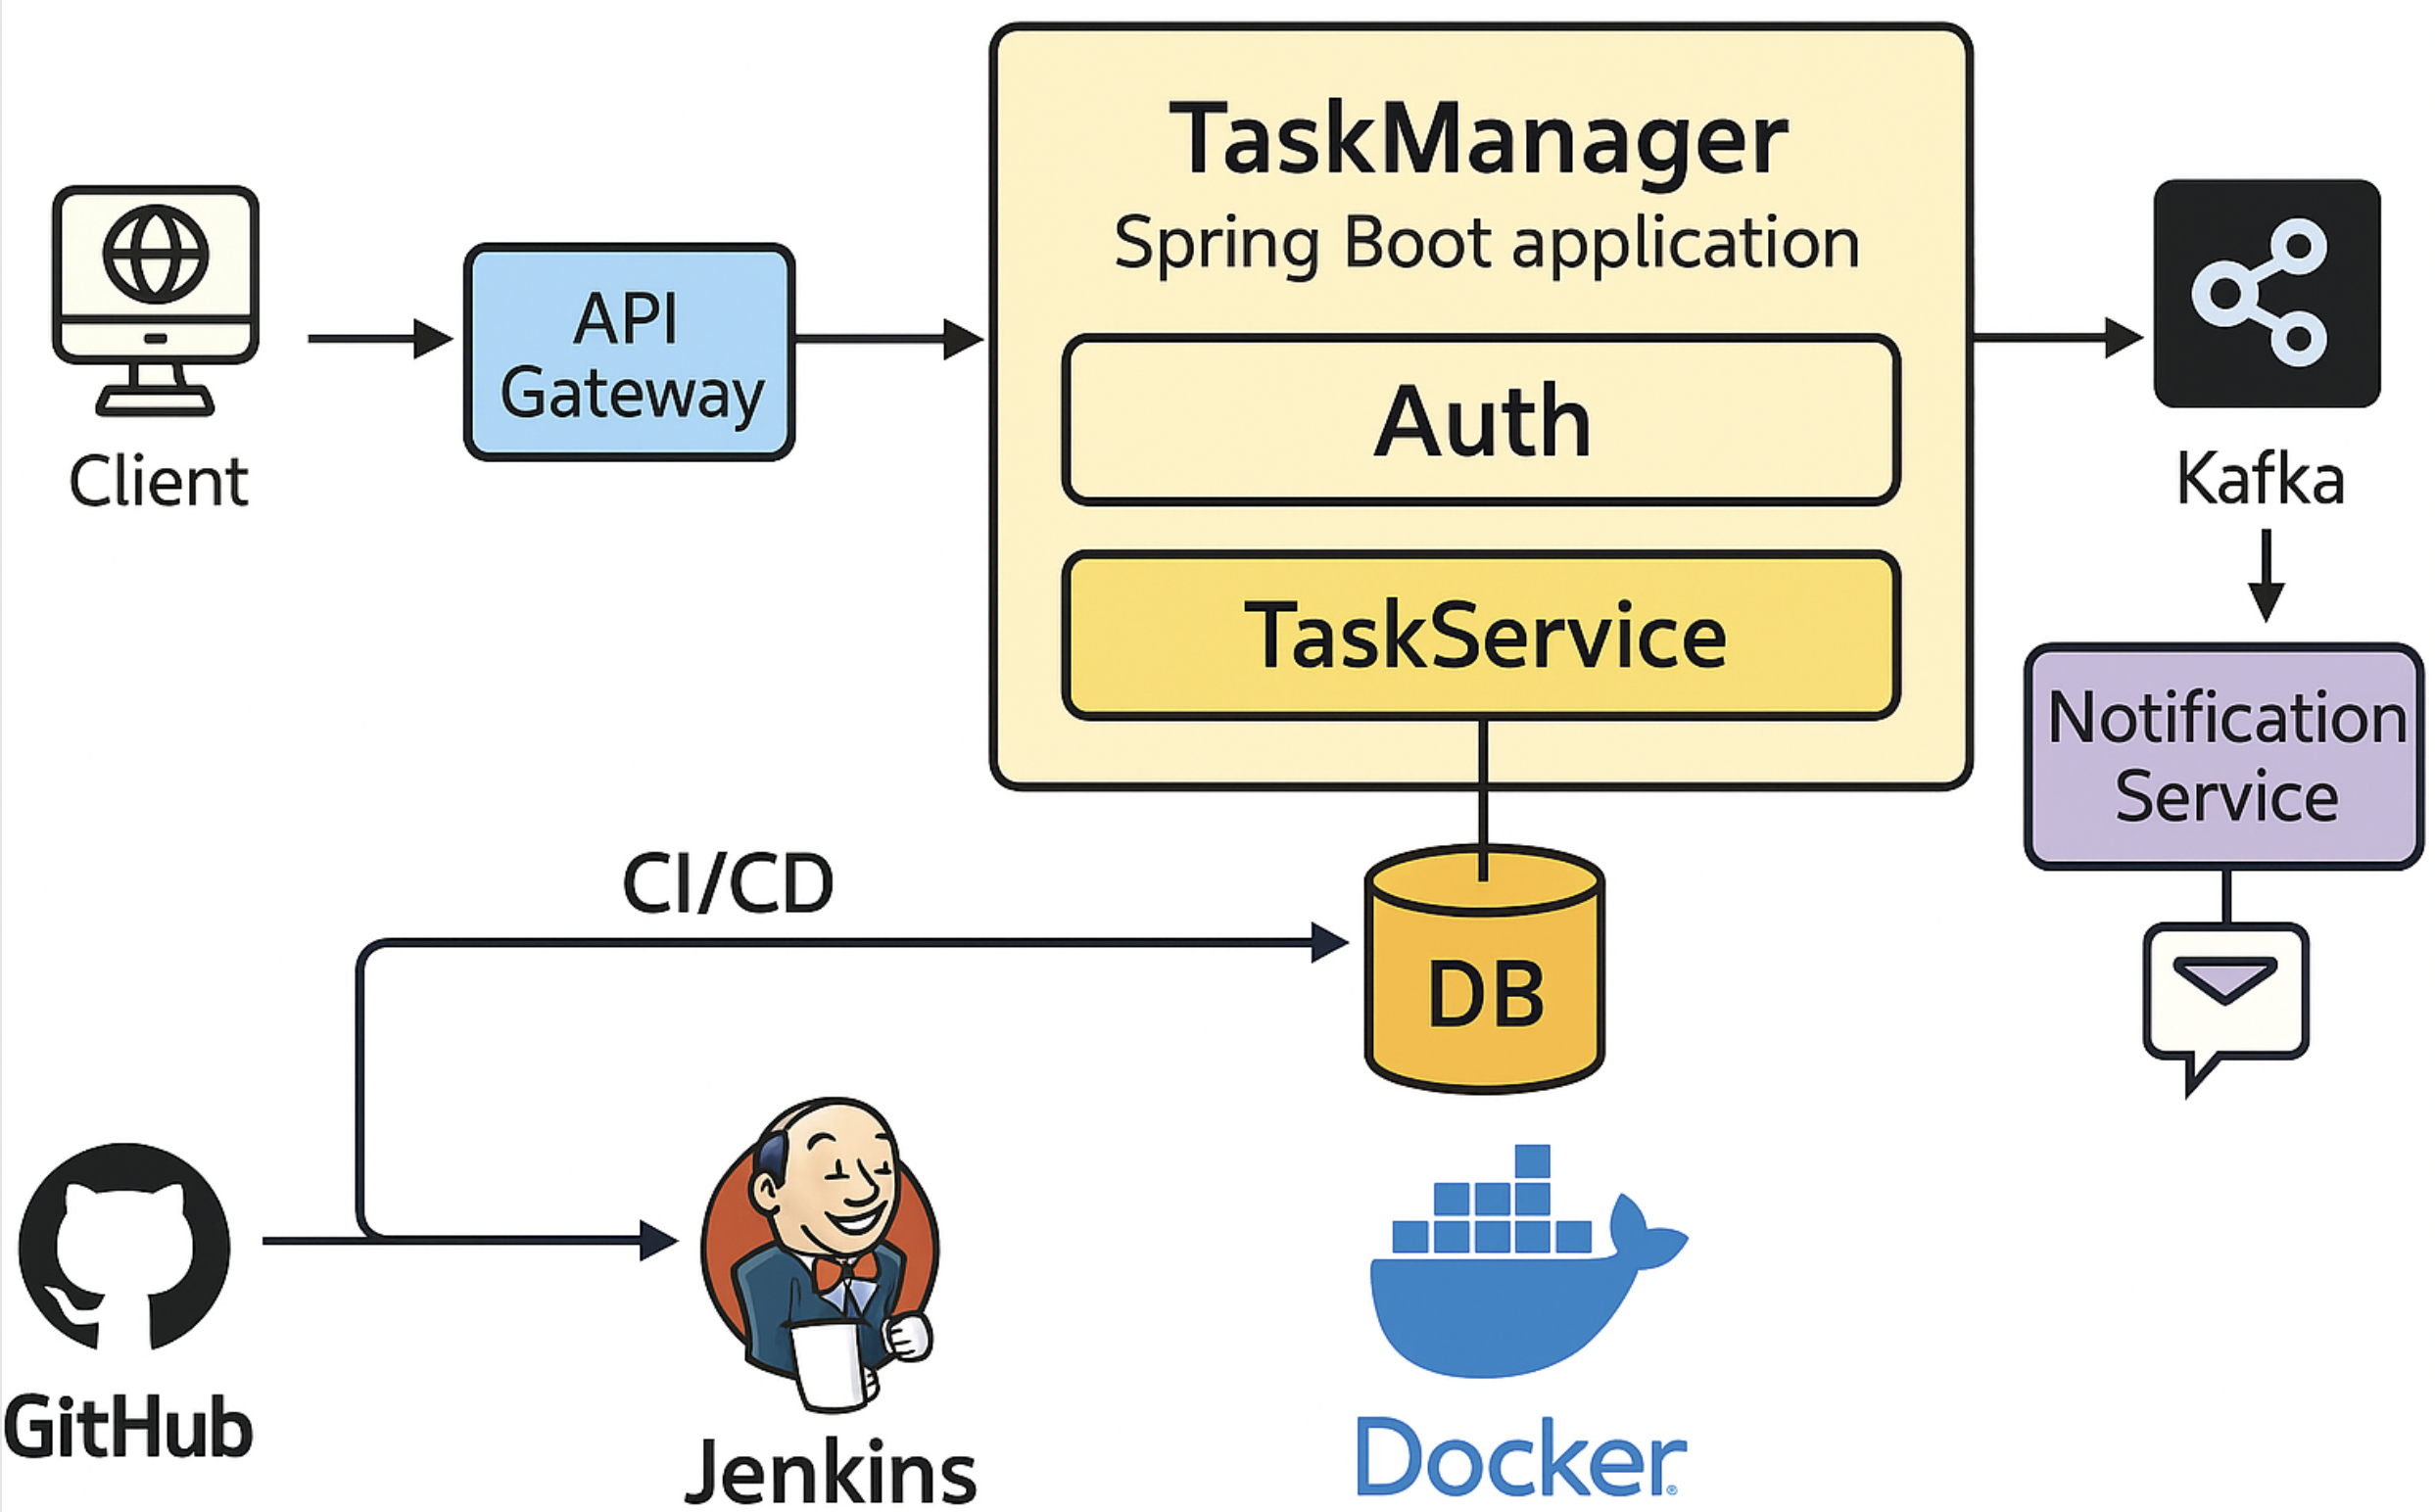 TaskManager
Spring Boot application
Client
API
Gateway
Auth
TaskService
Kafka
Notification
Service
CI/CD
DB
GitHub
Jenkins
Docker®